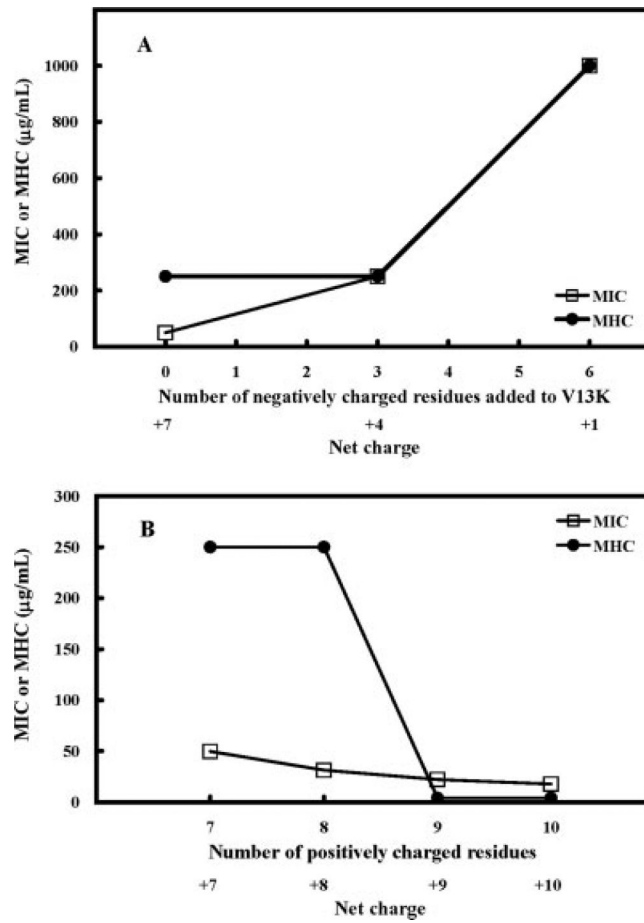 A
MIC or MHC (μg/mL)
1000
800
600
400
200
0
MIC
MHC
0 1 2 3 4 5 6
Number of negatively charged residues added to V13K
+7 +4 +1
Net charge
B
MIC or MHC (μg/mL)
300
250
200
150
100
50
0
MIC
MHC
7 8 9 10
Number of positively charged residues
+7 +8 +9 +10
Net charge